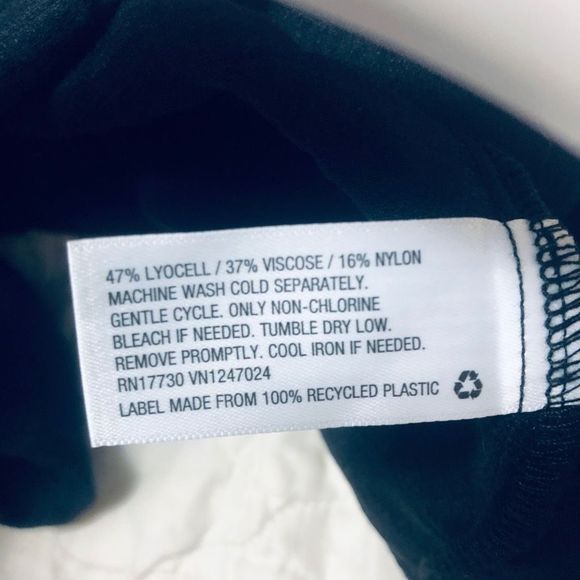 47% LYOCELL / 37% VISCOSE / 16% NYLON
MACHINE WASH COLD SEPARATELY.
GENTLE CYCLE. ONLY NON-CHLORINE
BLEACH IF NEEDED. TUMBLE DRY LOW.
REMOVE PROMPTLY. COOL IRON IF NEEDED.
RN17730 VN1247024
LABEL MADE FROM 100% RECYCLED PLASTIC